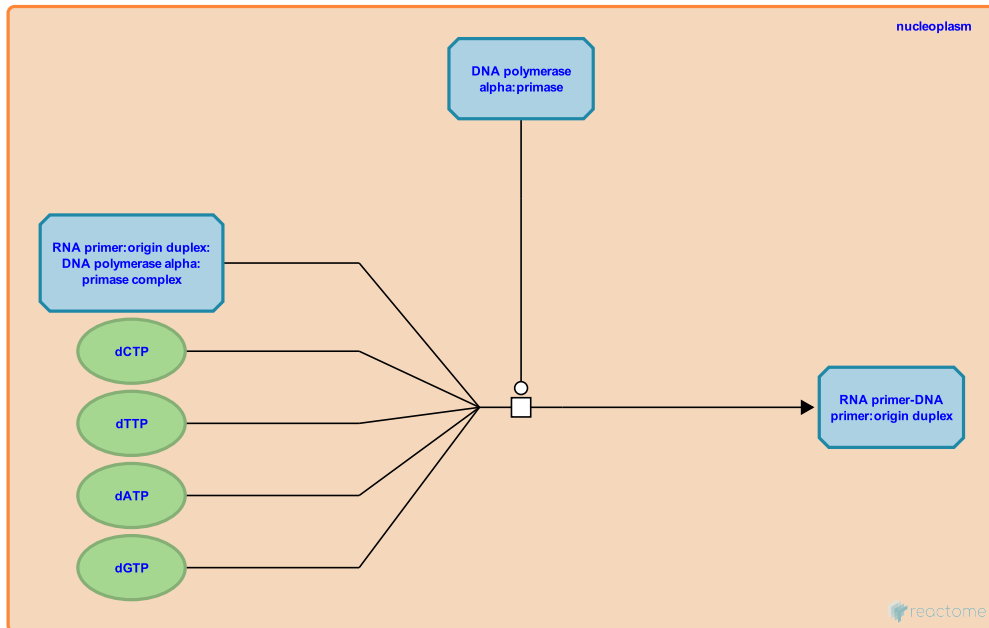 nucleoplasm
DNA polymerase
alpha:primase
RNA primer:origin duplex:
DNA polymerase alpha:
primase complex
dCTP
dTTP
dATP
dGTP
RNA primer-DNA
primer:origin duplex
reactome